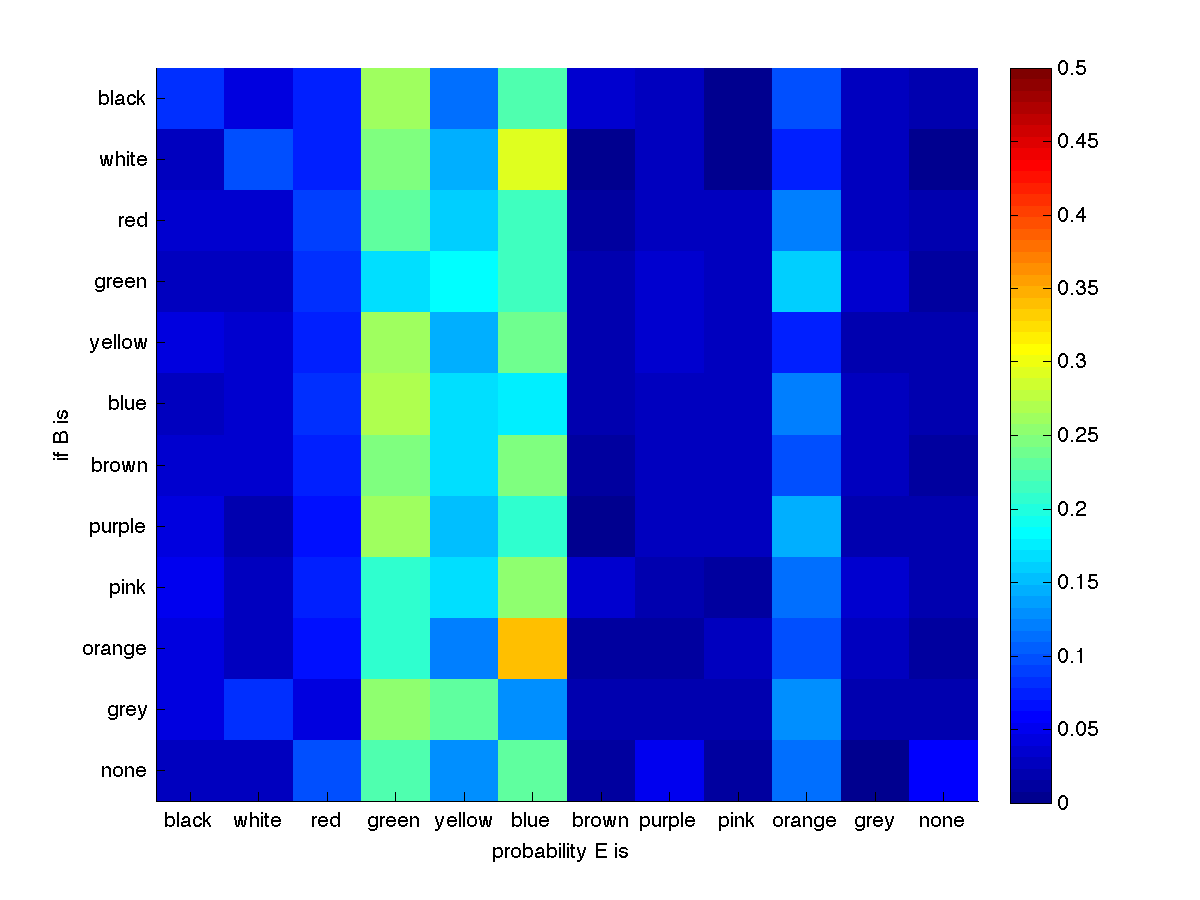 if B is
black
white
red
green
yellow
blue
brown
purple
pink
orange
grey
none
black white red green yellow blue brown purple pink orange grey none
probability E is
0.5
0.45
0.4
0.35
0.3
0.25
0.2
0.15
0.1
0.05
0